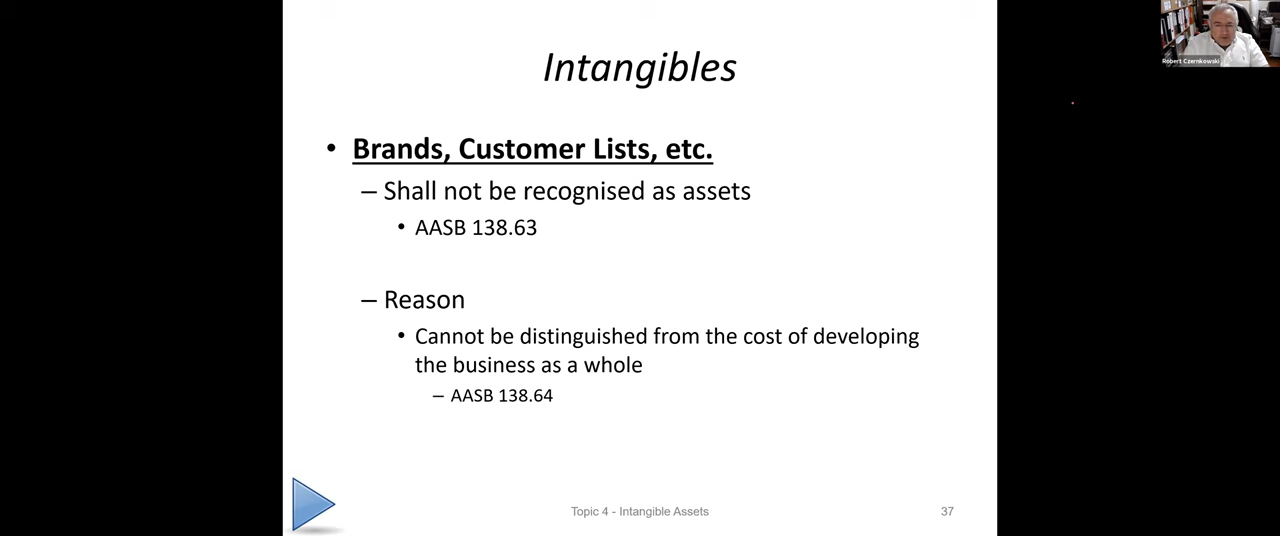 Robert Czernkowski
Intangibles
• Brands, Customer Lists, etc.
– Shall not be recognised as assets
• AASB 138.63
– Reason
• Cannot be distinguished from the cost of developing
the business as a whole
– AASB 138.64
Topic 4 - Intangible Assets
37